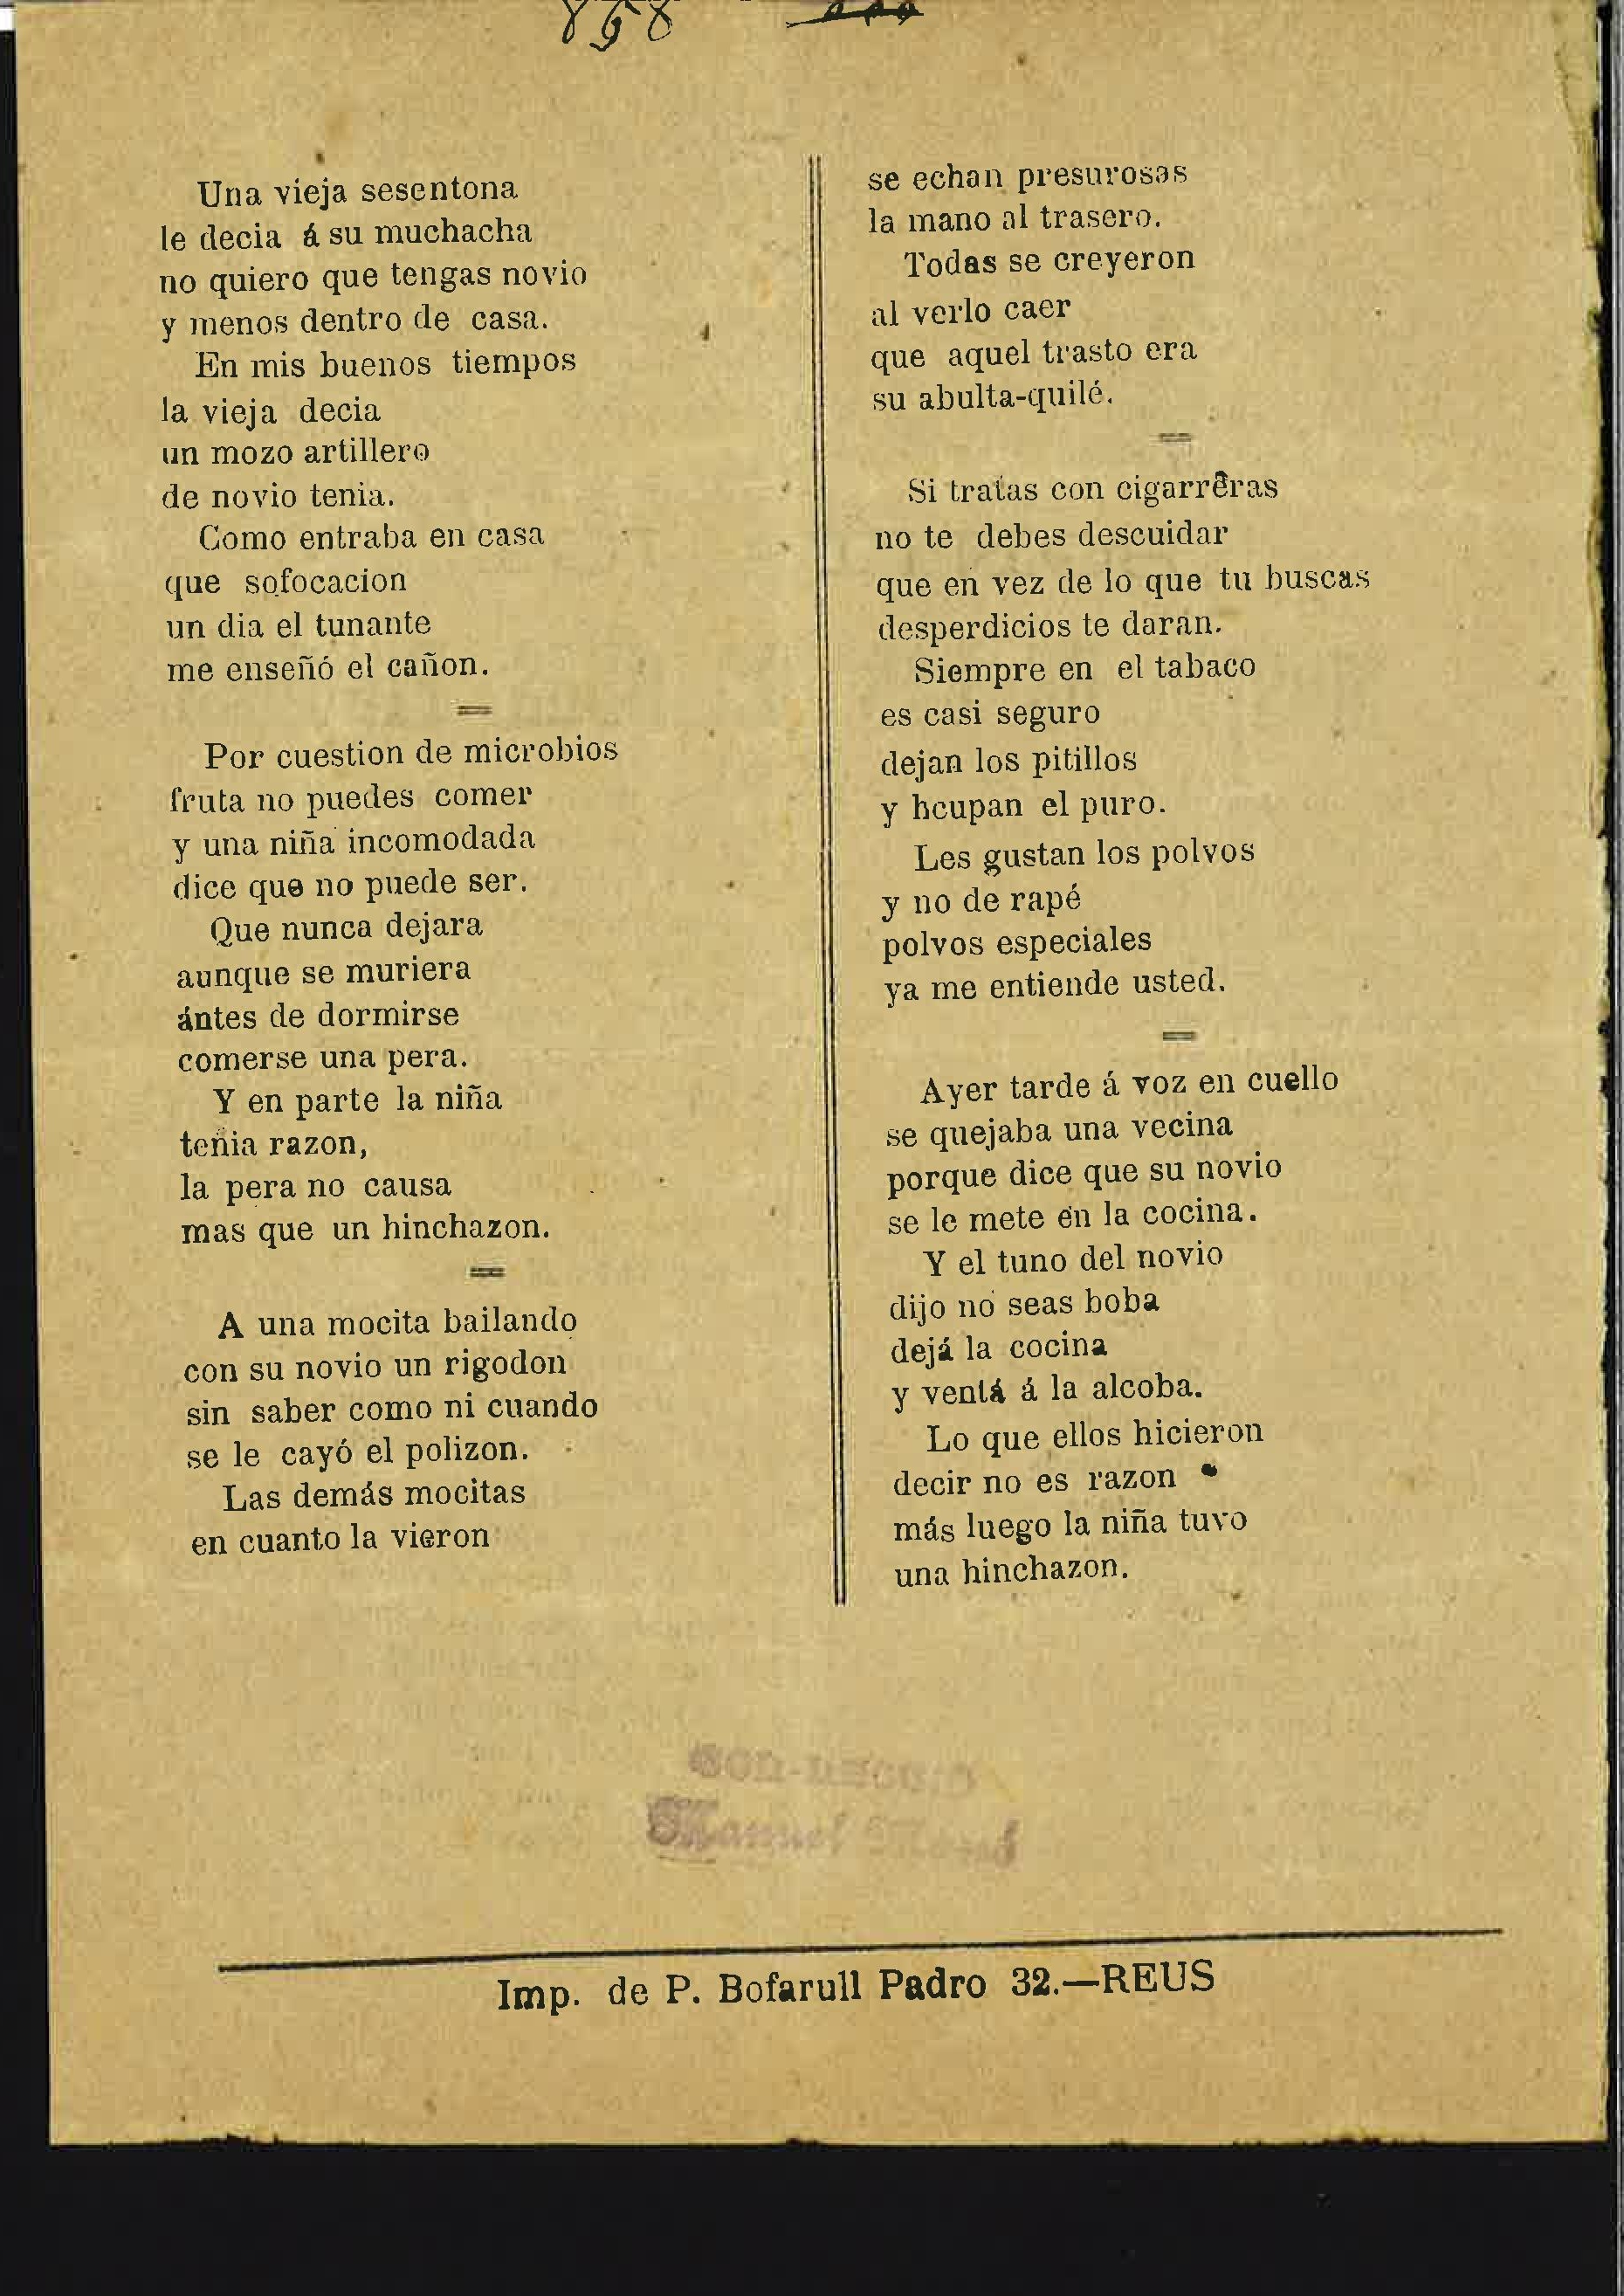 858
Una vieja sesentona
le decia á su muchacha
no quiero que tengas novio
y menos dentro de casa.
En mis buenos tiempos
la vieja decia
un mozo artillero
de novio tenia.
Como entraba en casa
que sofocacion
un dia el tunante
me enseñó el cañon.
Por cuestion de microbios
fruta no puedes comer
y una niña incomodada
dice que no puede ser.
Que nunca dejara
aunque se muriera
ántes de dormirse
comerse una pera.
Y en parte la niña
tenia razon,
la pera no causa
mas que un hinchazon.
A una mocita bailando
con su novio un rigodon
sin saber como ni cuando
se le cayó el polizon.
Las demás mocitas
en cuanto la vieron
se echan presurosas
la mano al trasero.
Todas se creyeron
al verlo caer
que aquel trasto era
su abulta-quilé.
Si tratas con cigarreras
no te debes descuidar
que en vez de lo que tu buscas
desperdicios te daran.
Siempre en el tabaco
es casi seguro
dejan los pitillos
y hcupan el puro.
Les gustan los polvos
y no de rapé
polvos especiales
ya me entiende usted.
Ayer tarde á voz en cuello
se quejaba una vecina
porque dice que su novio
se le mete en la cocina.
Y el tuno del novio
dijo no seas boba
dejá la cocina
y ventá á la alcoba.
Lo que ellos hicieron
decir no es razon
más luego la niña tuvo
una hinchazon.
Manuel
Imp. de P. Bofarull Padro 32.—REUS